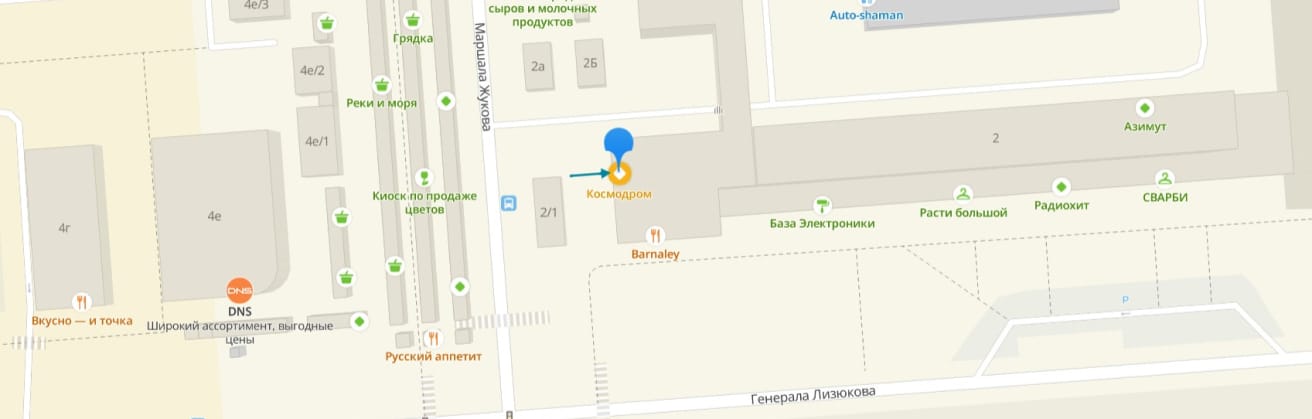 4е/3
сыров и молочных
продуктов
Auto-shaman
Грядка
Маршала Жукова
4е/2
2а
2Б
Реки и моря
Азимут
4е/1
2
Космодром
Киоск по продаже
цветов
СВАРБИ
Радиохит
Расти большой
База Электроники
2/1
4е
4г
Barnaley
DNS
DNS
Вкусно — и точка
Широкий ассортимент, выгодные
цены
P
Русский аппетит
Генерала Лизюкова